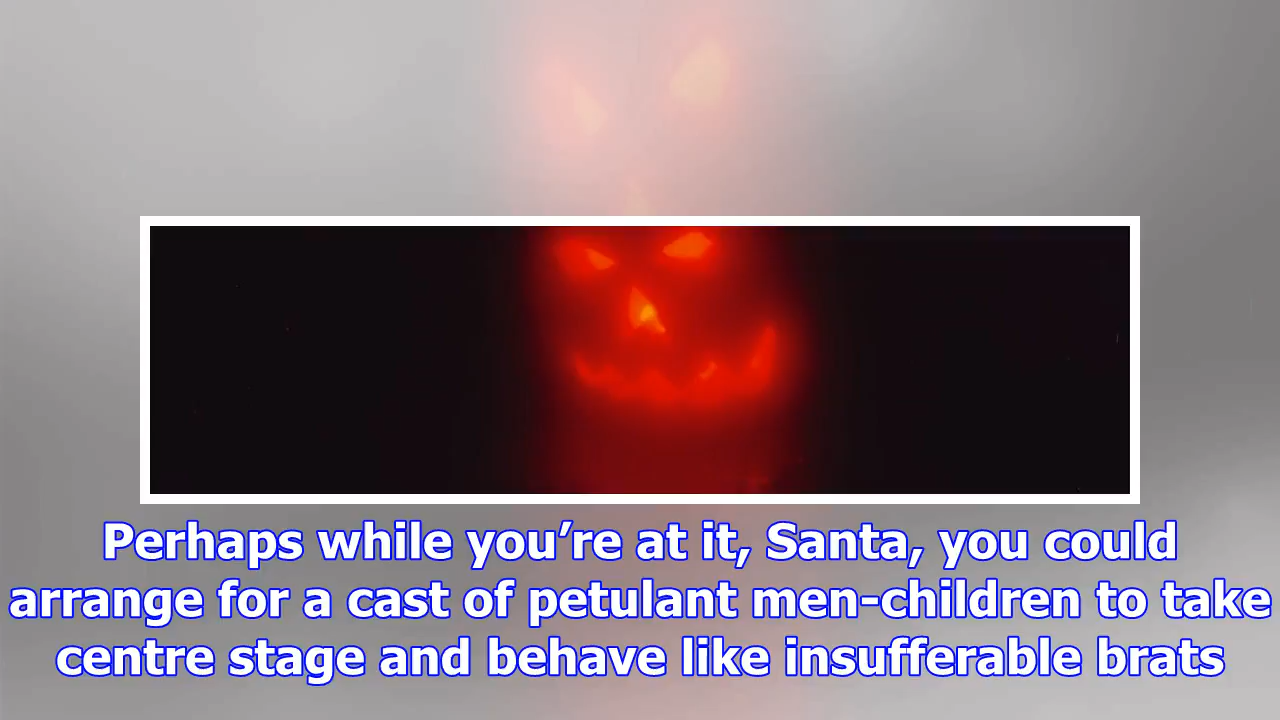 Perhaps while you’re at it, Santa, you could
arrange for a cast of petulant men-children to take
centre stage and behave like insufferable brats